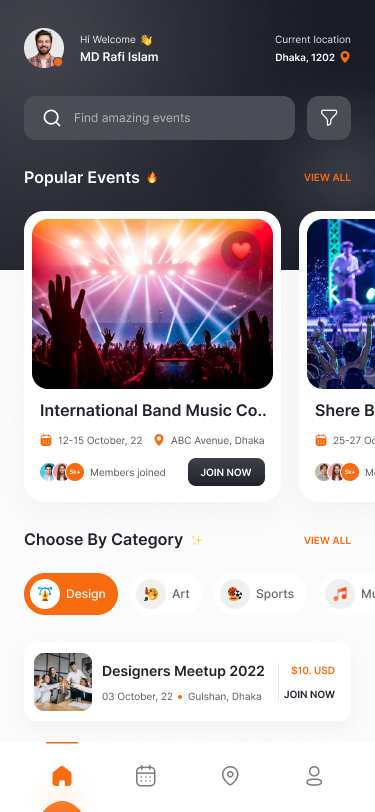 Hi Welcome 👋
MD Rafi Islam
Current location
Dhaka, 1202
Find amazing events
Popular Events 🔥
VIEW ALL
International Band Music Co..
12-15 October, 22
ABC Avenue, Dhaka
5k+
Members joined
JOIN NOW
Shere B
25-27 Oc
5k+
Me
Choose By Category ✨
VIEW ALL
Design
Art
Sports
Mu
Designers Meetup 2022
03 October, 22 • Gulshan, Dhaka
$10. USD
JOIN NOW